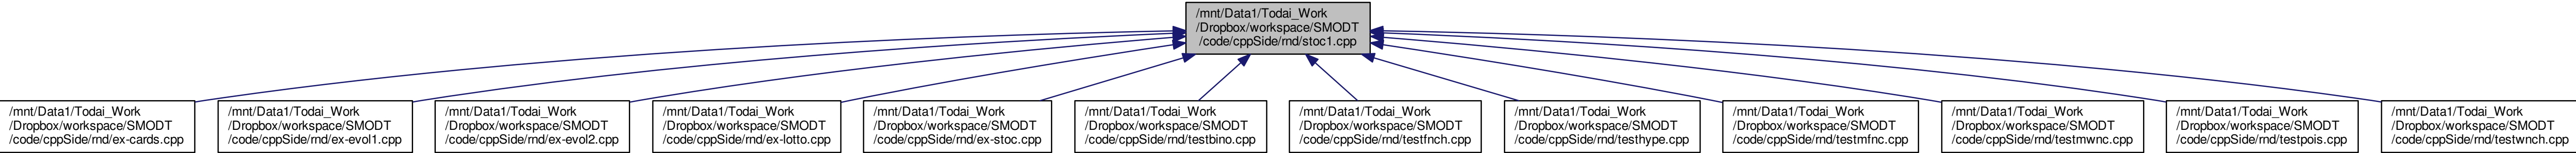 /mnt/Data1/Todai_Work
/Dropbox/workspace/SMODT
/code/cppSide/rnd/stoc1.cpp
/mnt/Data1/Todai_Work
/Dropbox/workspace/SMODT
/code/cppSide/rnd/ex-cards.cpp
/mnt/Data1/Todai_Work
/Dropbox/workspace/SMODT
/code/cppSide/rnd/ex-evol1.cpp
/mnt/Data1/Todai_Work
/Dropbox/workspace/SMODT
/code/cppSide/rnd/ex-evol2.cpp
/mnt/Data1/Todai_Work
/Dropbox/workspace/SMODT
/code/cppSide/rnd/ex-lotto.cpp
/mnt/Data1/Todai_Work
/Dropbox/workspace/SMODT
/code/cppSide/rnd/ex-stoc.cpp
/mnt/Data1/Todai_Work
/Dropbox/workspace/SMODT
/code/cppSide/rnd/testbino.cpp
/mnt/Data1/Todai_Work
/Dropbox/workspace/SMODT
/code/cppSide/rnd/testfnch.cpp
/mnt/Data1/Todai_Work
/Dropbox/workspace/SMODT
/code/cppSide/rnd/testhype.cpp
/mnt/Data1/Todai_Work
/Dropbox/workspace/SMODT
/code/cppSide/rnd/testmfnc.cpp
/mnt/Data1/Todai_Work
/Dropbox/workspace/SMODT
/code/cppSide/rnd/testmwnc.cpp
/mnt/Data1/Todai_Work
/Dropbox/workspace/SMODT
/code/cppSide/rnd/testpois.cpp
/mnt/Data1/Todai_Work
/Dropbox/workspace/SMODT
/code/cppSide/rnd/testwnch.cpp